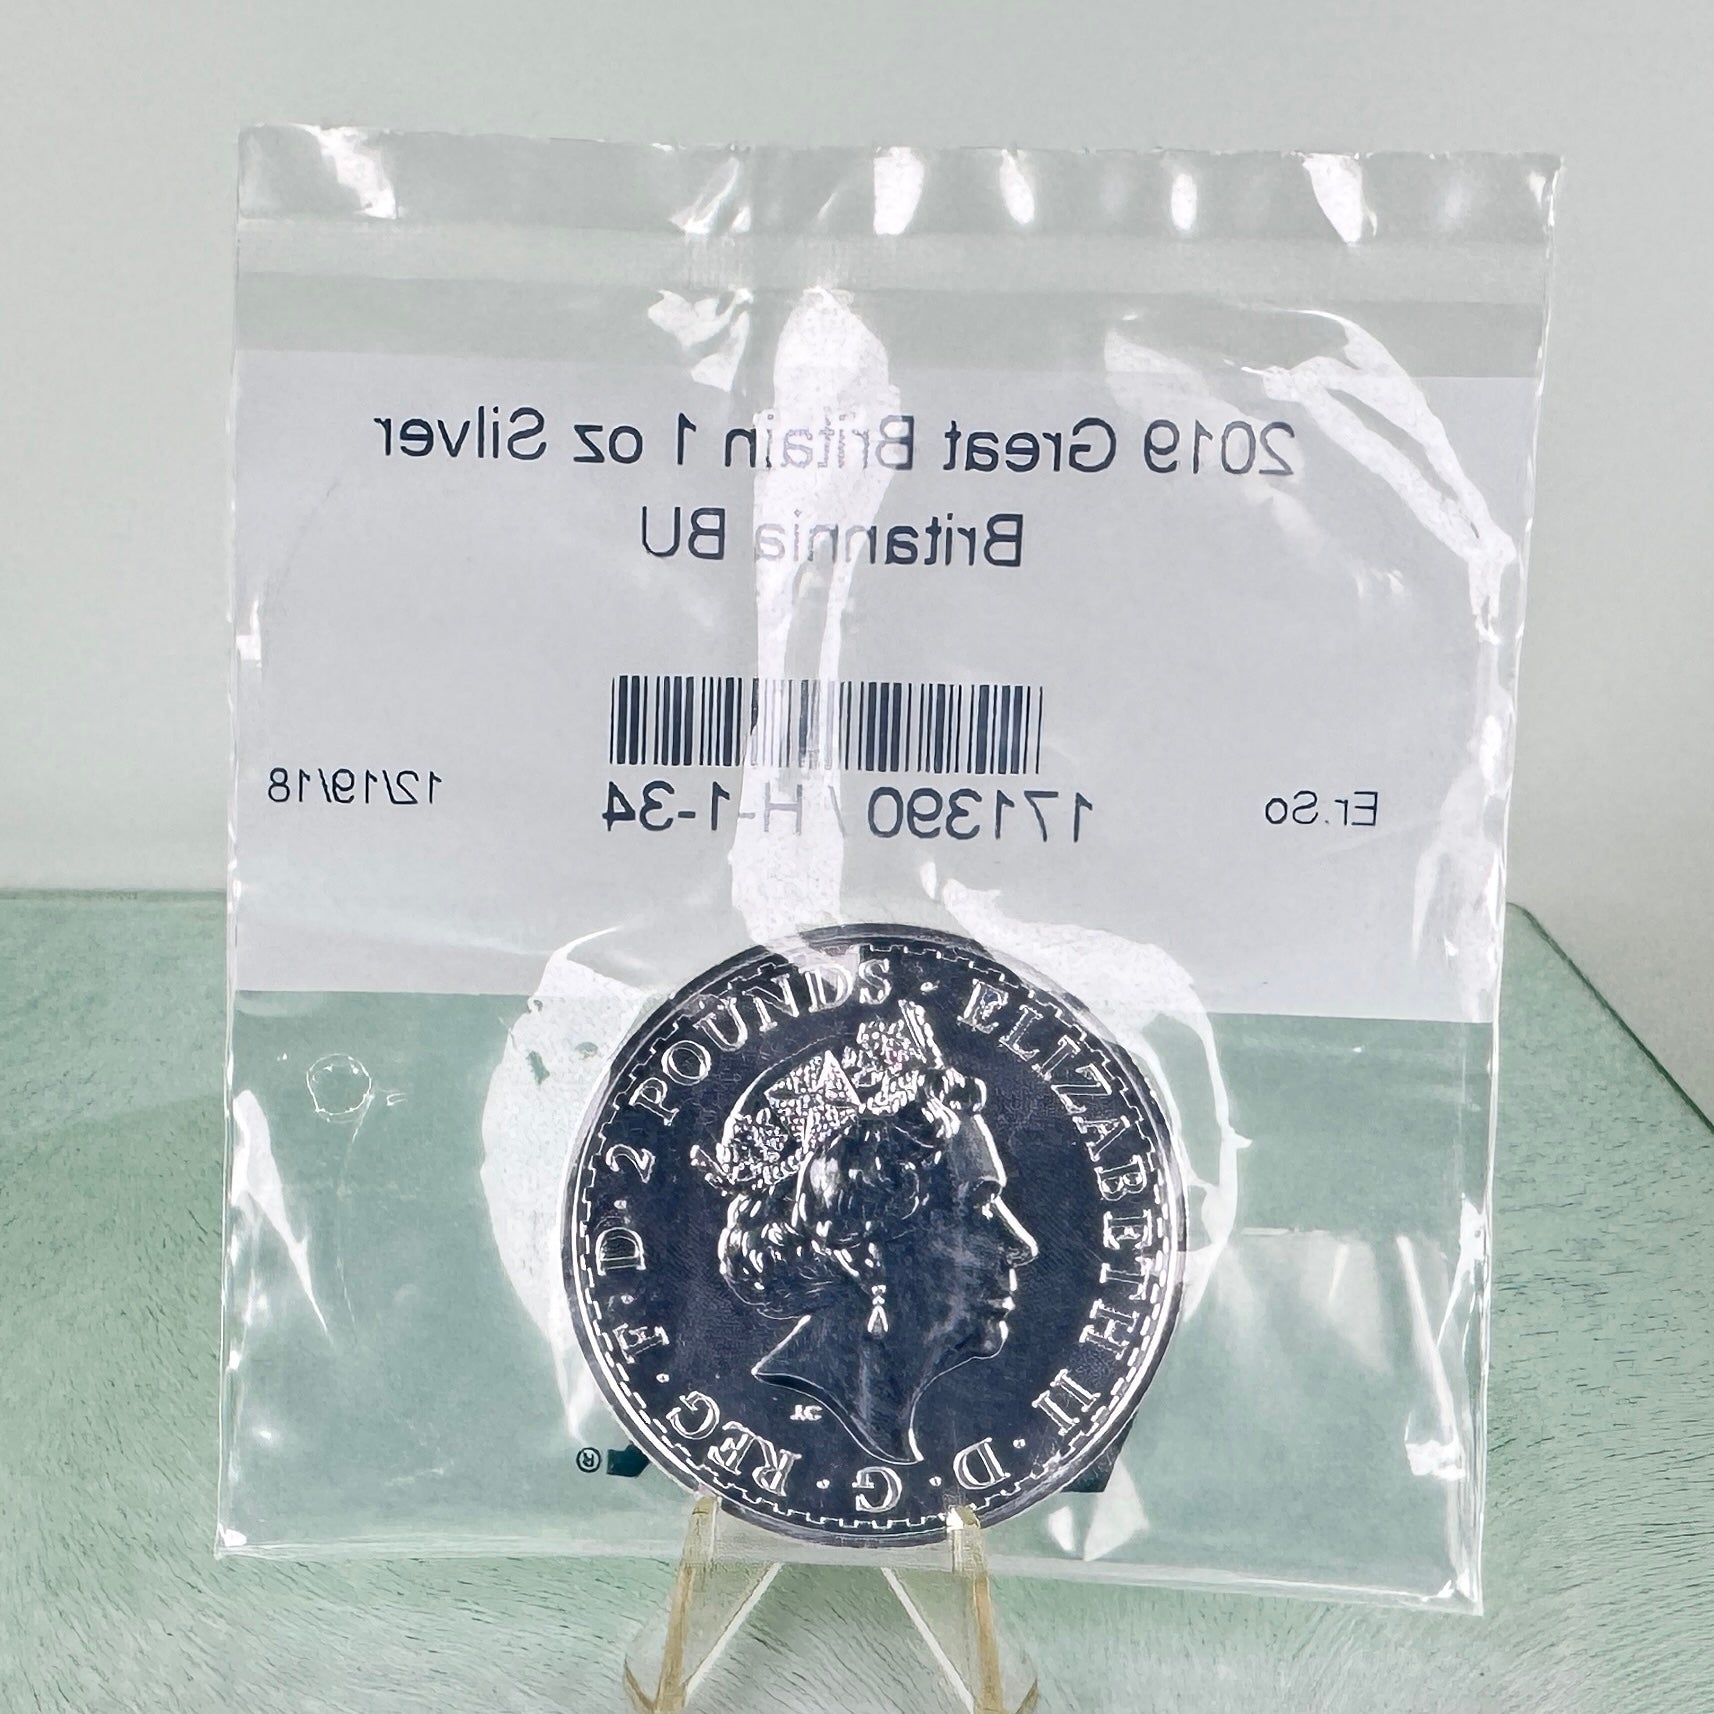 2019 Great Britain 1 oz Silver
Britannia BU
Er.So 171390 / H-1-34 12/19/18
ELIZABETH II · D · G · REG · F · D · 2 POUNDS ·
J.C
®